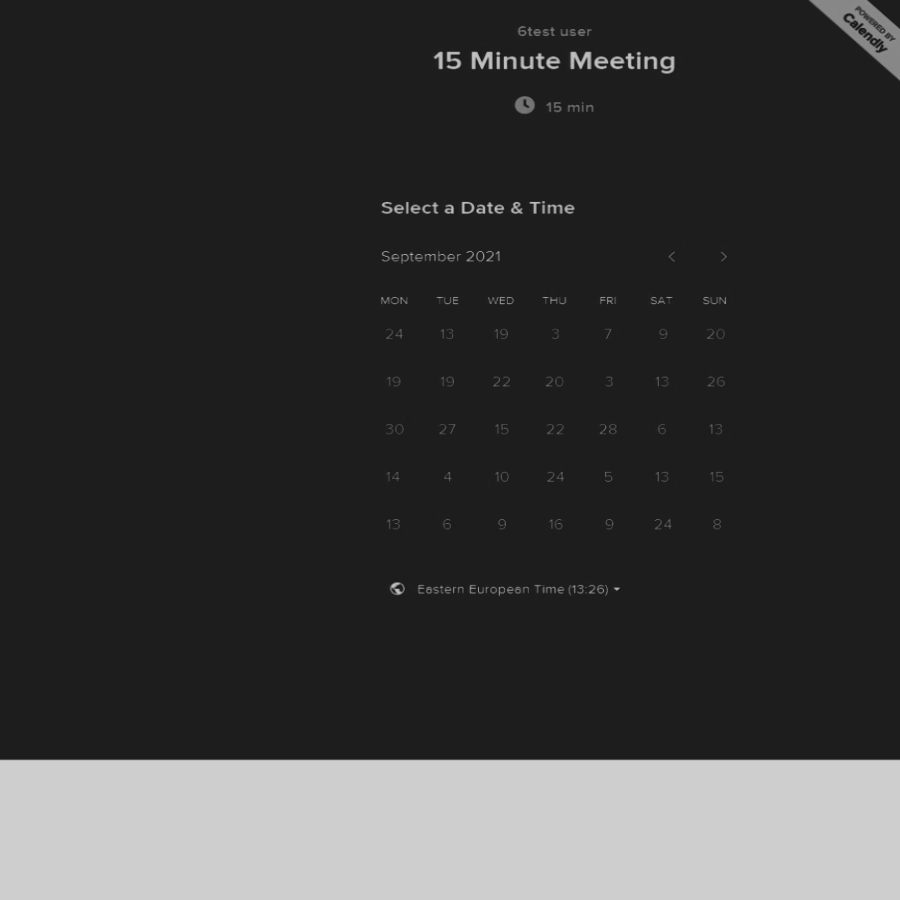 POWERED BY
Calendly
6test user
15 Minute Meeting
15 min
Select a Date & Time
September 2021
MON TUE WED THU FRI SAT SUN
24 13 19 3 7 9 20
19 19 22 20 3 13 26
30 27 15 22 28 6 13
14 4 10 24 5 13 15
13 6 9 16 9 24 8
Eastern European Time (13:26)